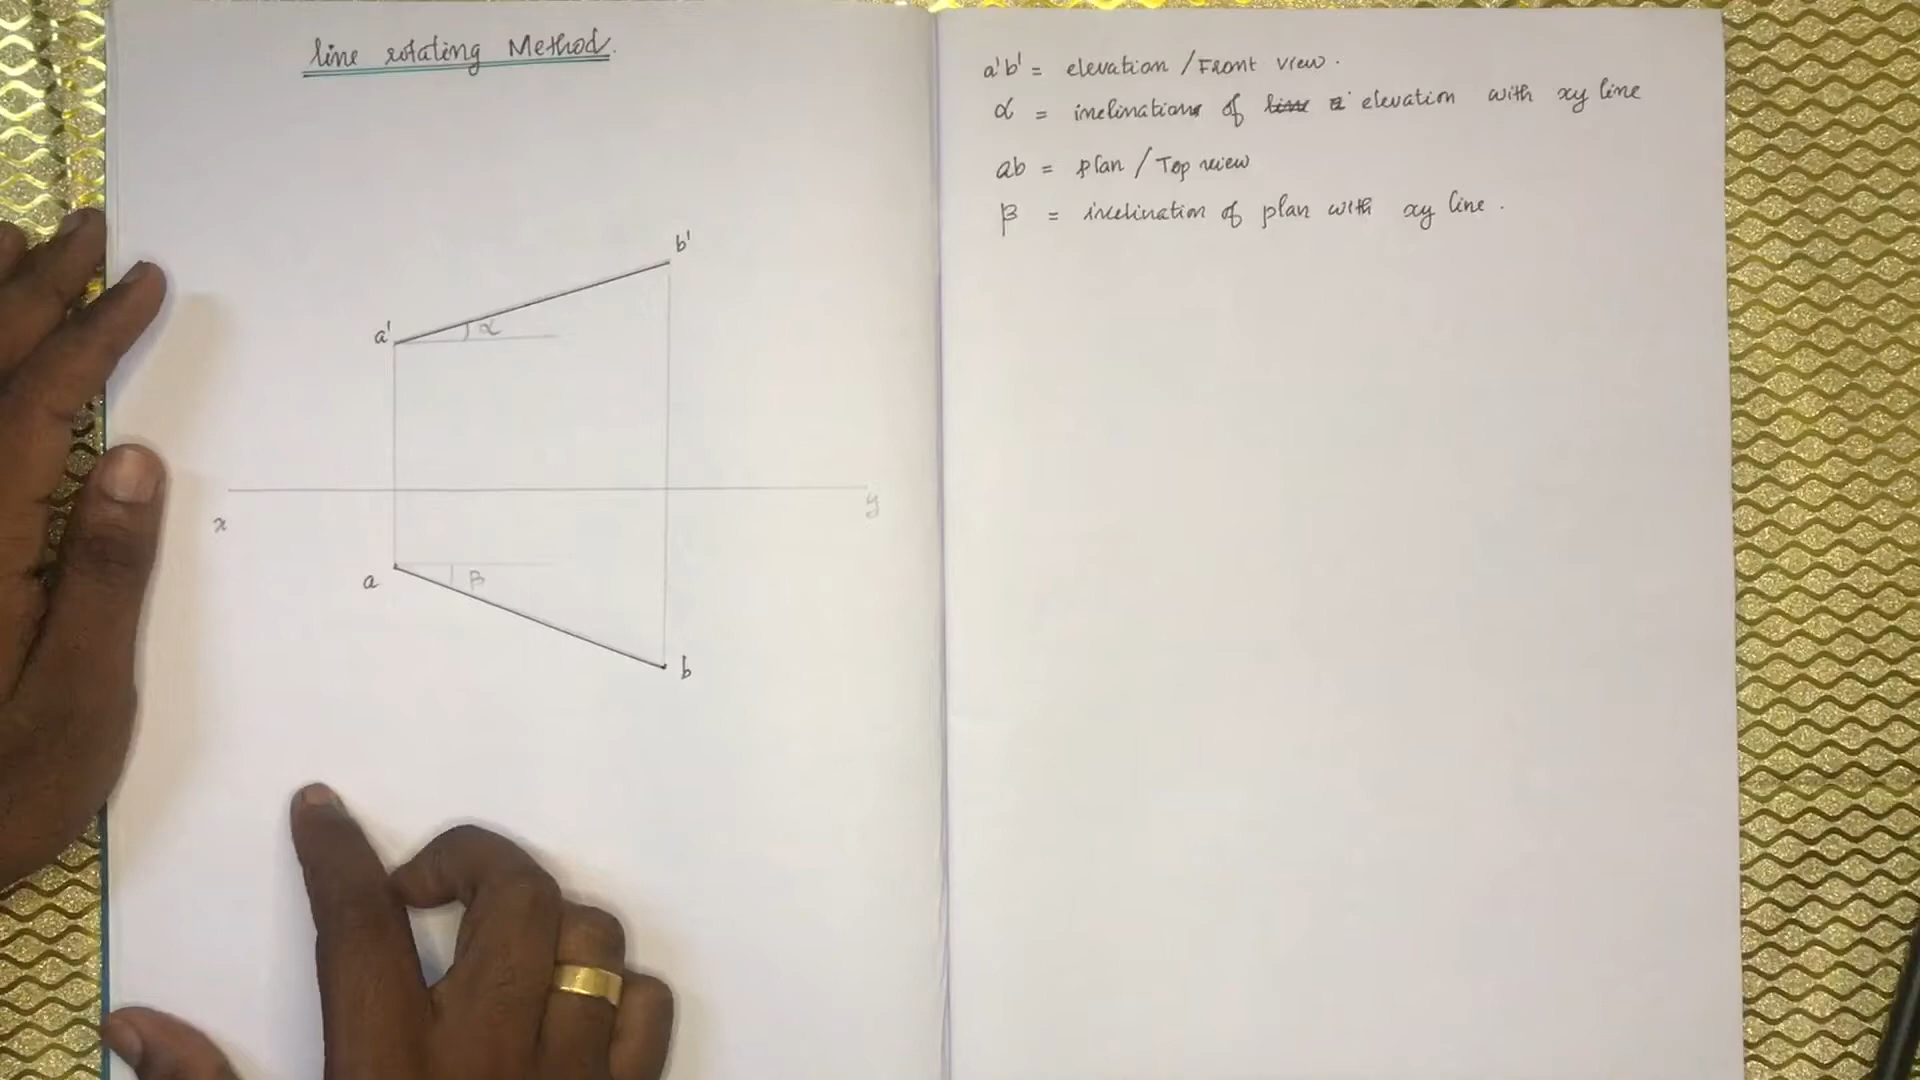 line rotating Method.
b'
a' α
x y
a β
b
a'b' = elevation / Front view.
α = inclinations of line a' elevation with xy line
ab = plan / Top view
β = inclination of plan with xy line.